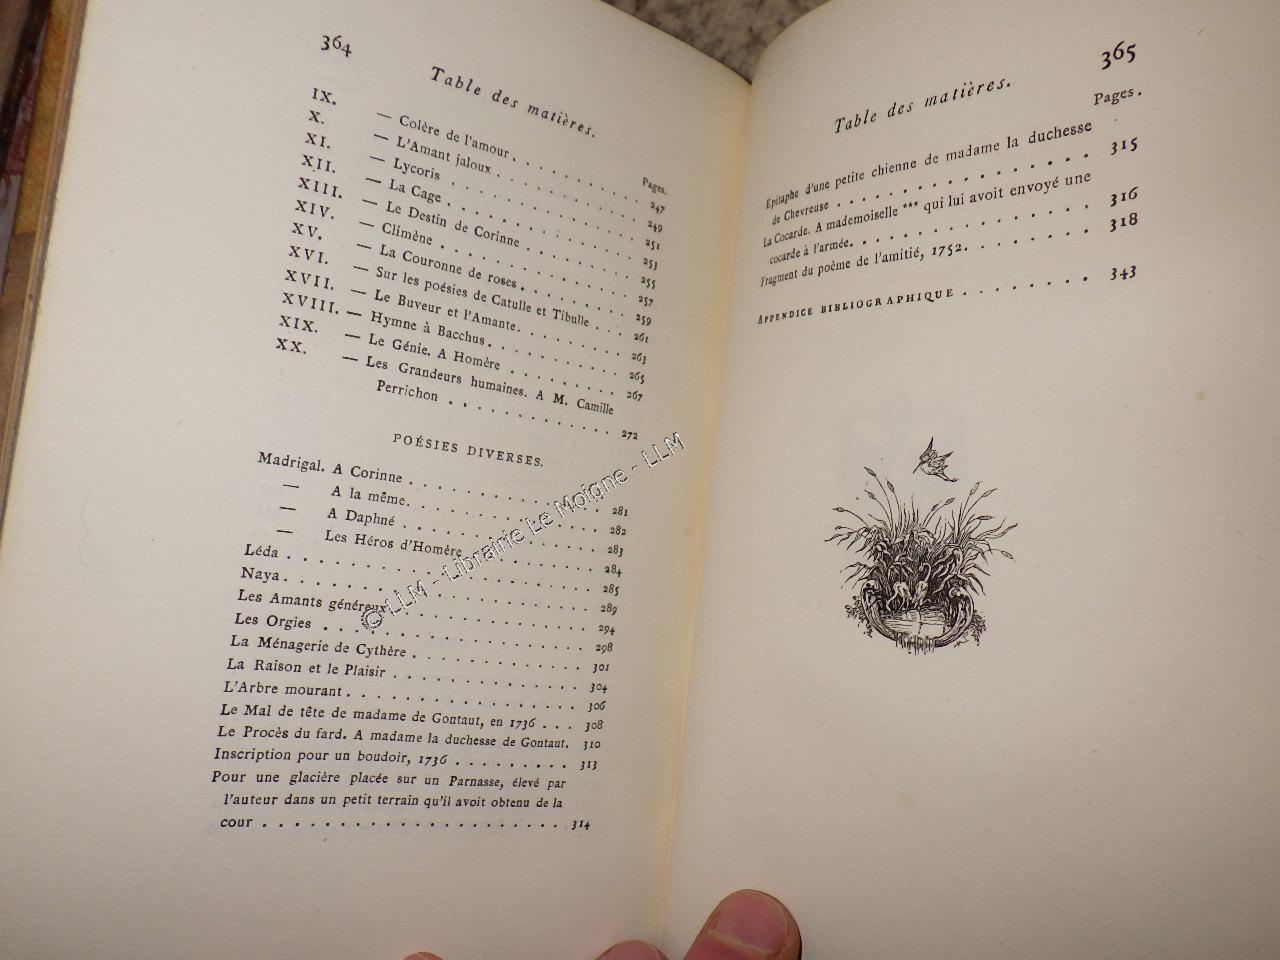 364
Table des matières.
Pages.
IX. — Colère de l'amour . . . . . . . . . . . 247
X. — L'Amant jaloux . . . . . . . . . . . . 249
XI. — Lycoris . . . . . . . . . . . . . . . 251
XII. — La Cage . . . . . . . . . . . . . . . 253
XIII. — Le Destin de Corinne . . . . . . . . . 255
XIV. — Climène . . . . . . . . . . . . . . . 257
XV. — La Couronne de roses . . . . . . . . . 259
XVI. — Sur les poésies de Catulle et Tibulle . . . 261
XVII. — Le Buveur et l'Amante. . . . . . . . . 263
XVIII. — Hymne à Bacchus. . . . . . . . . . . 265
XIX. — Le Génie. A Homère . . . . . . . . . 267
XX. — Les Grandeurs humaines. A M. Camille
Perrichon . . . . . . . . . . . . . 272
POÉSIES DIVERSES.
Madrigal. A Corinne . . . . . . . . . . . . . 281
— A la même. . . . . . . . . . . . . 282
— A Daphné . . . . . . . . . . . . . 283
— Les Héros d'Homère . . . . . . . . . 284
Léda . . . . . . . . . . . . . . . . . . . 285
Naya. . . . . . . . . . . . . . . . . . . 289
Les Amants généreux . . . . . . . . . . . . 294
Les Orgies . . . . . . . . . . . . . . . . 298
La Ménagerie de Cythère . . . . . . . . . . . 301
La Raison et le Plaisir . . . . . . . . . . . . 304
L'Arbre mourant . . . . . . . . . . . . . . 306
Le Mal de tête de madame de Gontaut, en 1736 . . . 308
Le Procès du fard. A madame la duchesse de Gontaut. 310
Inscription pour un boudoir, 1736 . . . . . . . . . 313
Pour une glacière placée sur un Parnasse, élevé par
l'auteur dans un petit terrain qu'il avoit obtenu de la
cour . . . . . . . . . . . . . . . . . . . . 314
Table des matières.
365
Pages.
Epitaphe d'une petite chienne de madame la duchesse
de Chevreuse . . . . . . . . . . . . . . . 315
La Cocarde. A mademoiselle *** qui lui avoit envoyé une
cocarde à l'armée. . . . . . . . . . . . . . 316
Fragment du poème de l'amitié, 1752. . . . . . . . 318
APPENDICE BIBLIOGRAPHIQUE . . . . . . . . 343
© LLM - Librairie Le Moigne - LLM